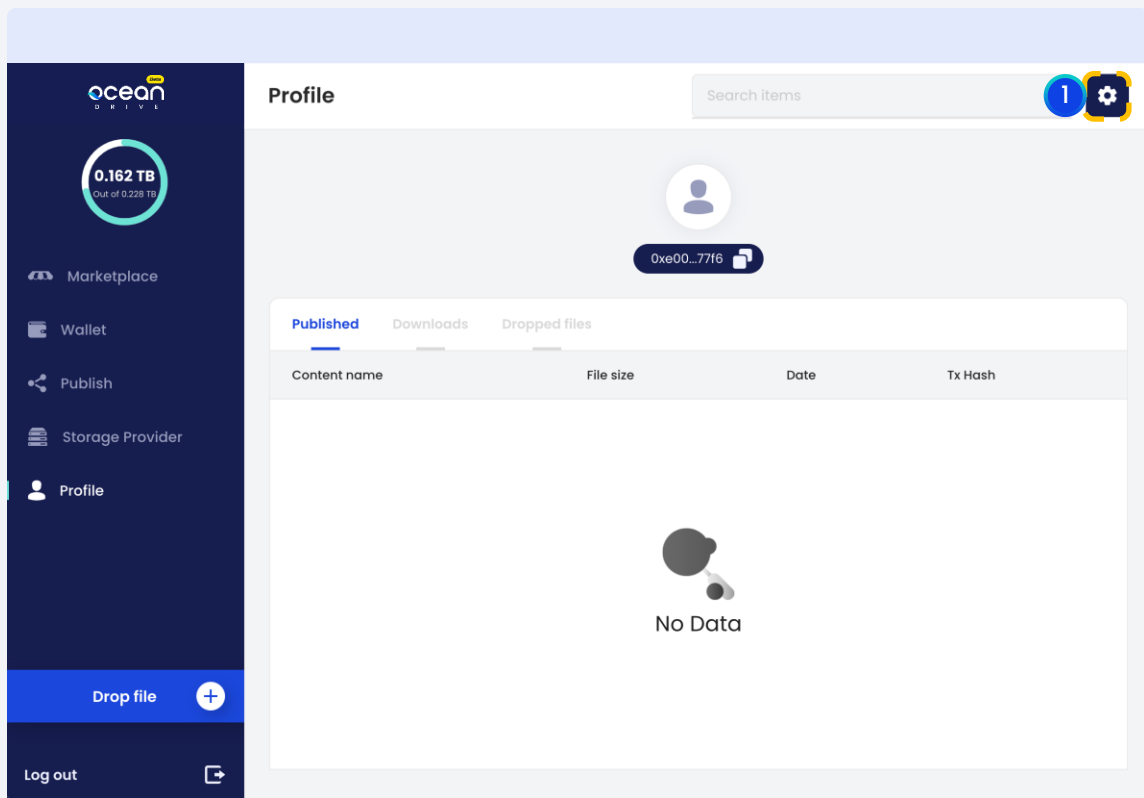 Beta
ocean
DRIVE
Profile
Search items
1
0.162 TB
Out of 0.228 TB
0xe00...77f6
Marketplace
Wallet
Publish
Storage Provider
Profile
Published Downloads Dropped files
Content name File size Date Tx Hash
No Data
Drop file
Log out